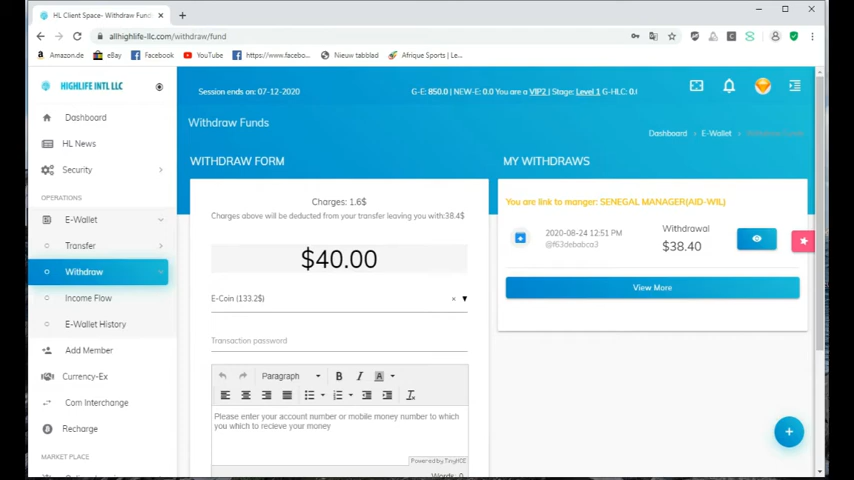 HL Client Space- Withdraw Funds
allhighlife-llc.com/withdraw/fund
Amazon.de
eBay
Facebook
YouTube
https://www.facebo...
Nieuw tabblad
Afrique Sports | Le...
HIGHLIFE INTL LLC
Session ends on: 07-12-2020
G-E: 850.0 | NEW-E: 0.0 You are a VIP2 | Stage: Level 1 G-HLC: 0.0
Dashboard
HL News
Security
OPERATIONS
E-Wallet
Transfer
Withdraw
Income Flow
E-Wallet History
Add Member
Currency-Ex
Com Interchange
Recharge
MARKET PLACE
Withdraw Funds
Dashboard > E-Wallet >
WITHDRAW FORM
Charges: 1.6$
Charges above will be deducted from your transfer leaving you with:38.4$
$40.00
E-Coin (133.2$)
Transaction password
Paragraph
B I A
Please enter your account number or mobile money number to which
you which to recieve your money
Powered by TinyMCE
Words: 0
MY WITHDRAWS
You are link to manger: SENEGAL MANAGER(AID-WIL)
2020-08-24 12:51 PM
@f63debabca3
Withdrawal
$38.40
View More